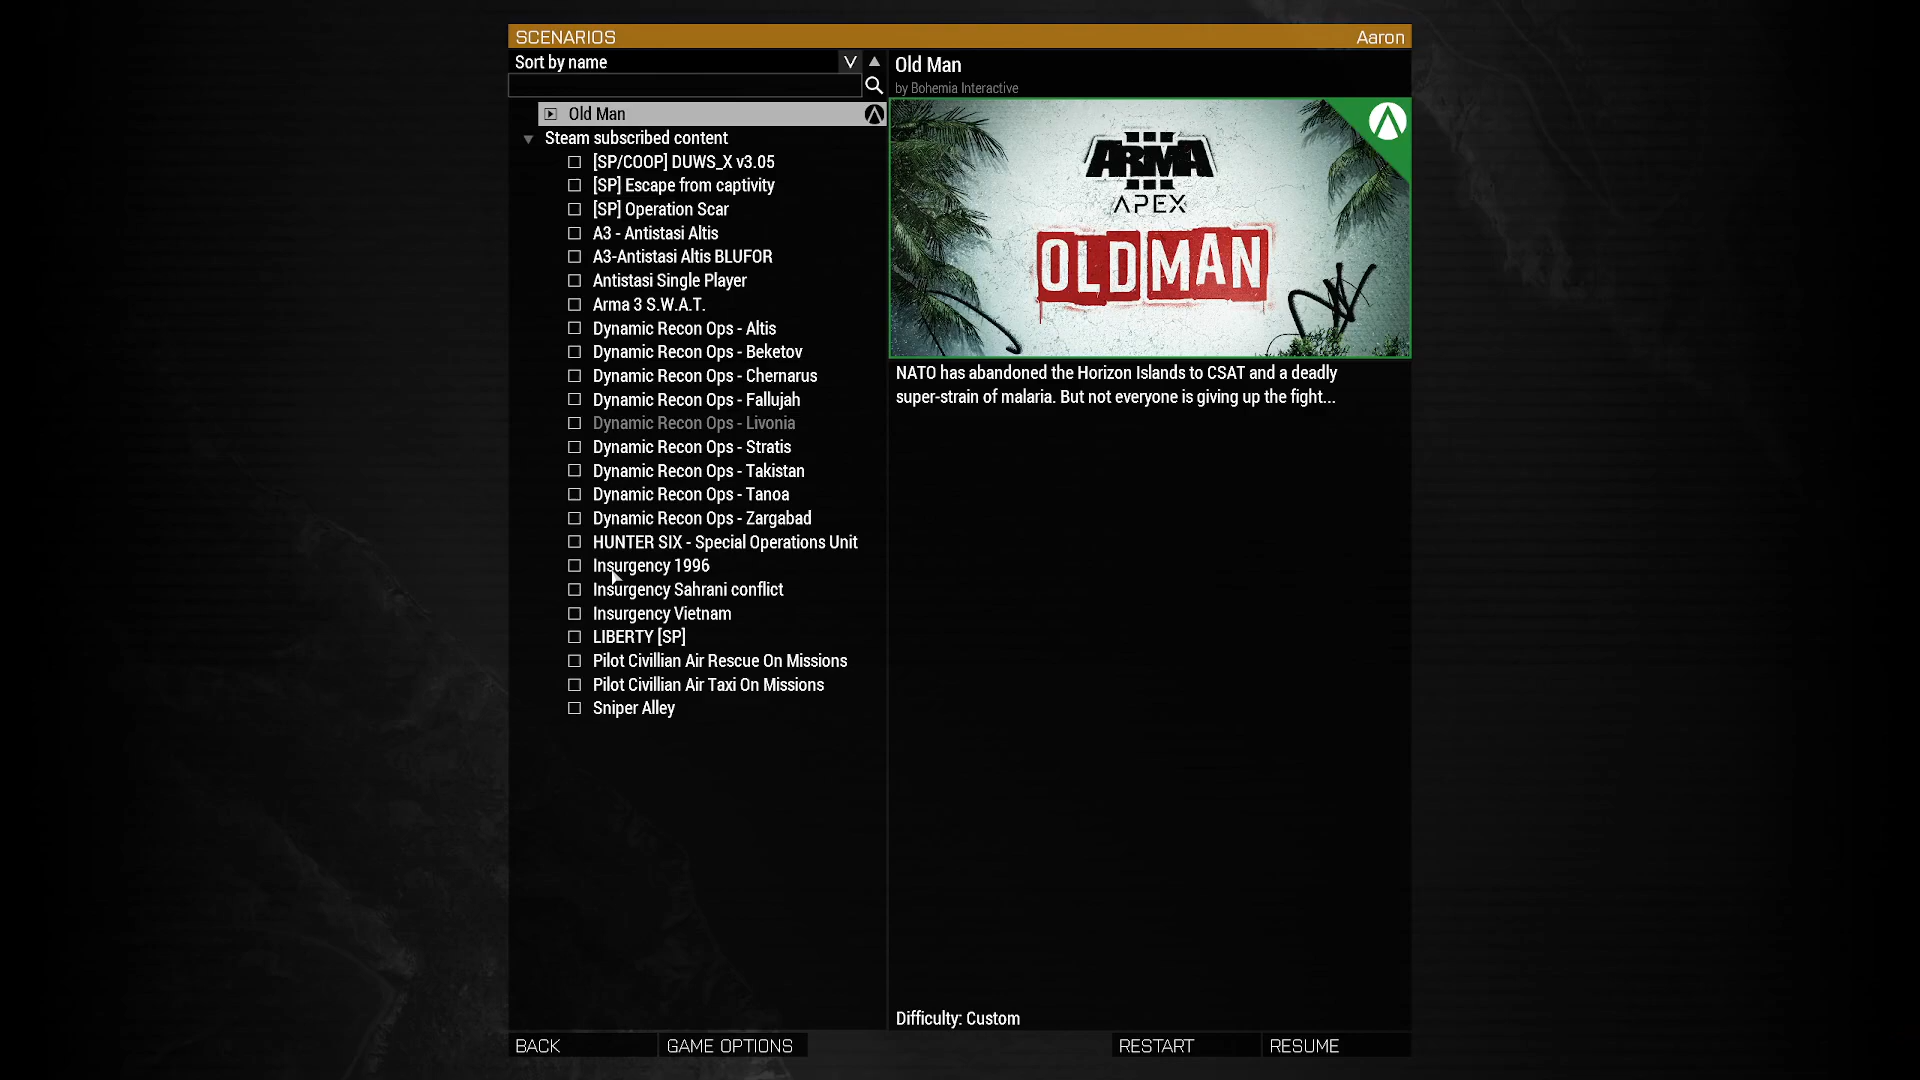 SCENARIOS
Aaron
Sort by name
Old Man
Steam subscribed content
[SP/COOP] DUWS_X v3.05
[SP] Escape from captivity
[SP] Operation Scar
A3 - Antistasi Altis
A3-Antistasi Altis BLUFOR
Antistasi Single Player
Arma 3 S.W.A.T.
Dynamic Recon Ops - Altis
Dynamic Recon Ops - Beketov
Dynamic Recon Ops - Chernarus
Dynamic Recon Ops - Fallujah
Dynamic Recon Ops - Livonia
Dynamic Recon Ops - Stratis
Dynamic Recon Ops - Takistan
Dynamic Recon Ops - Tanoa
Dynamic Recon Ops - Zargabad
HUNTER SIX - Special Operations Unit
Insurgency 1996
Insurgency Sahrani conflict
Insurgency Vietnam
LIBERTY [SP]
Pilot Civillian Air Rescue On Missions
Pilot Civillian Air Taxi On Missions
Sniper Alley
Old Man
by Bohemia Interactive
ARMA III
APEX
OLD MAN
NATO has abandoned the Horizon Islands to CSAT and a deadly
super-strain of malaria. But not everyone is giving up the fight...
Difficulty: Custom
BACK
GAME OPTIONS
RESTART
RESUME